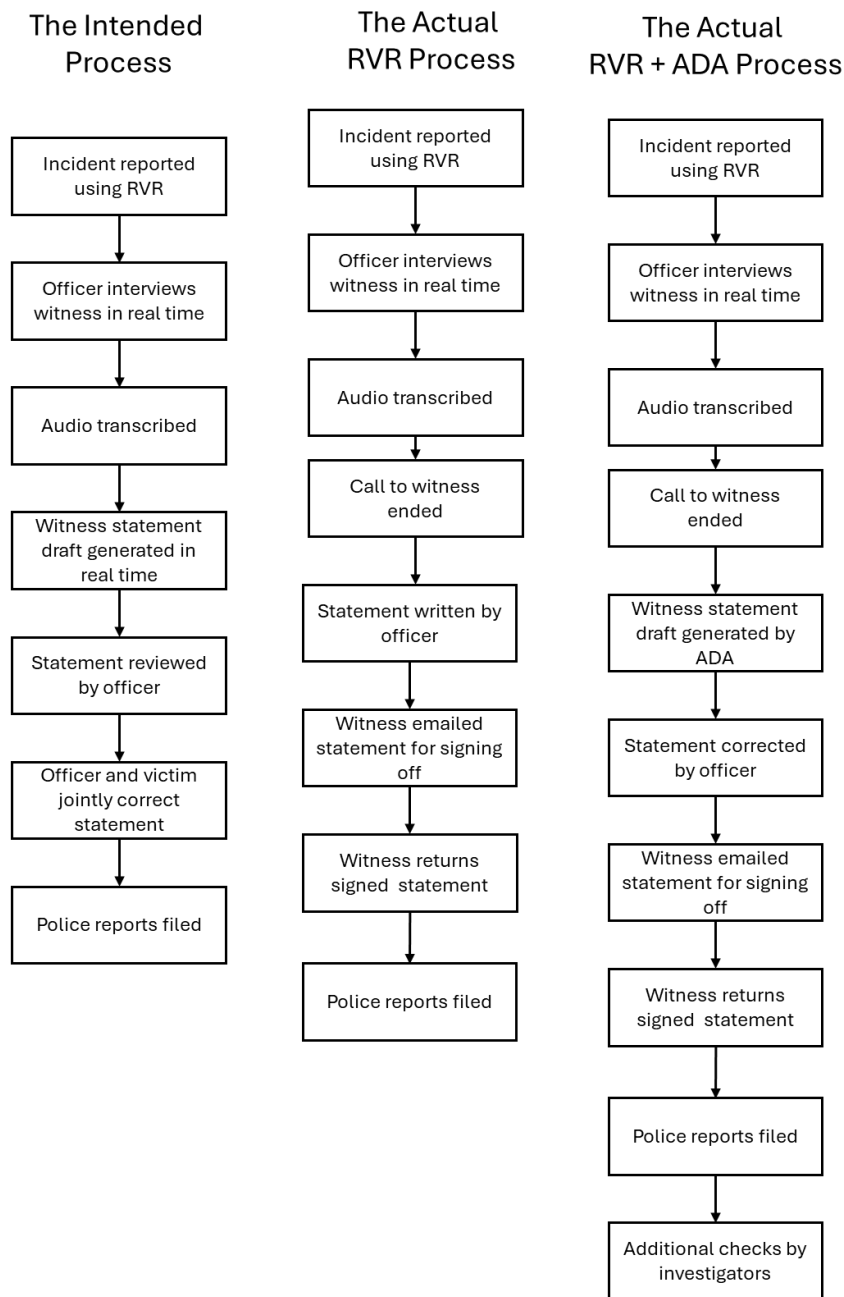 The Intended
Process
Incident reported
using RVR
Officer interviews
witness in real time
Audio transcribed
Witness statement
draft generated in
real time
Statement reviewed
by officer
Officer and victim
jointly correct
statement
Police reports filed
The Actual
RVR Process
Incident reported
using RVR
Officer interviews
witness in real time
Audio transcribed
Call to witness
ended
Statement written by
officer
Witness emailed
statement for signing
off
Witness returns
signed statement
Police reports filed
The Actual
RVR + ADA Process
Incident reported
using RVR
Officer interviews
witness in real time
Audio transcribed
Call to witness
ended
Witness statement
draft generated by
ADA
Statement corrected
by officer
Witness emailed
statement for signing
off
Witness returns
signed statement
Police reports filed
Additional checks by
investigators